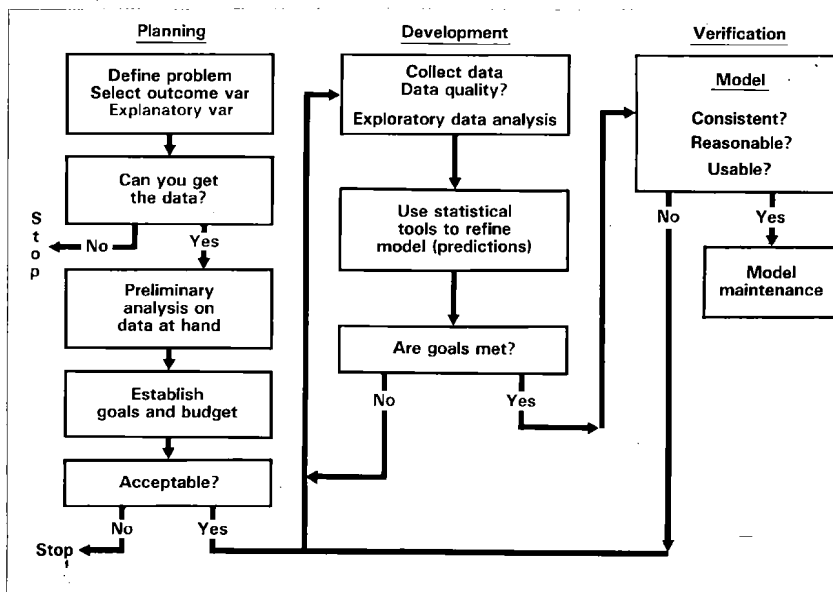 Planning
Define problem
Select outcome var
Explanatory var
Can you get
the data?
Stop
No
Yes
Preliminary
analysis on
data at hand
Establish
goals and budget
Acceptable?
No
Yes
Stop
Development
Collect data
Data quality?
Exploratory data analysis
Use statistical
tools to refine
model (predictions)
Are goals met?
No
Yes
Verification
Model
Consistent?
Reasonable?
Usable?
No
Yes
Model
maintenance